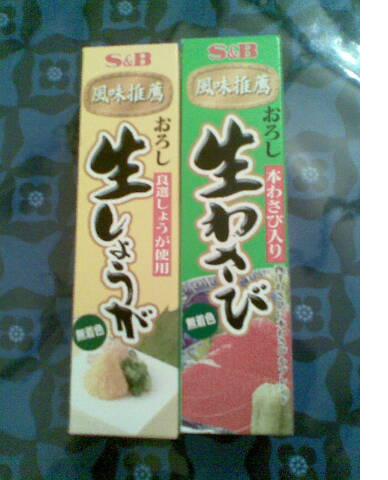 S&B
風味推薦
おろし
生しょうが
良選しょうが使用
無着色
S&B
風味推薦
おろし
生わさび
本わさび入り
無着色